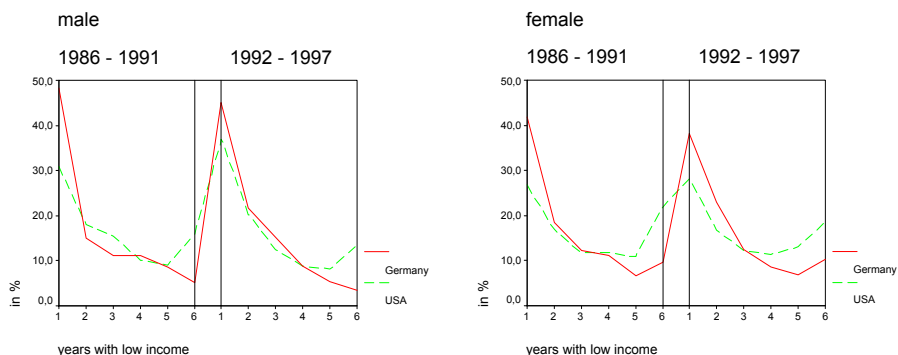 male
1986 - 1991 1992 - 1997
50,0
40,0
30,0
20,0
10,0
0,0
in %
1 2 3 4 5 6 1 2 3 4 5 6
years with low income
Germany
USA
female
1986 - 1991 1992 - 1997
50,0
40,0
30,0
20,0
10,0
0,0
in %
1 2 3 4 5 6 1 2 3 4 5 6
years with low income
Germany
USA